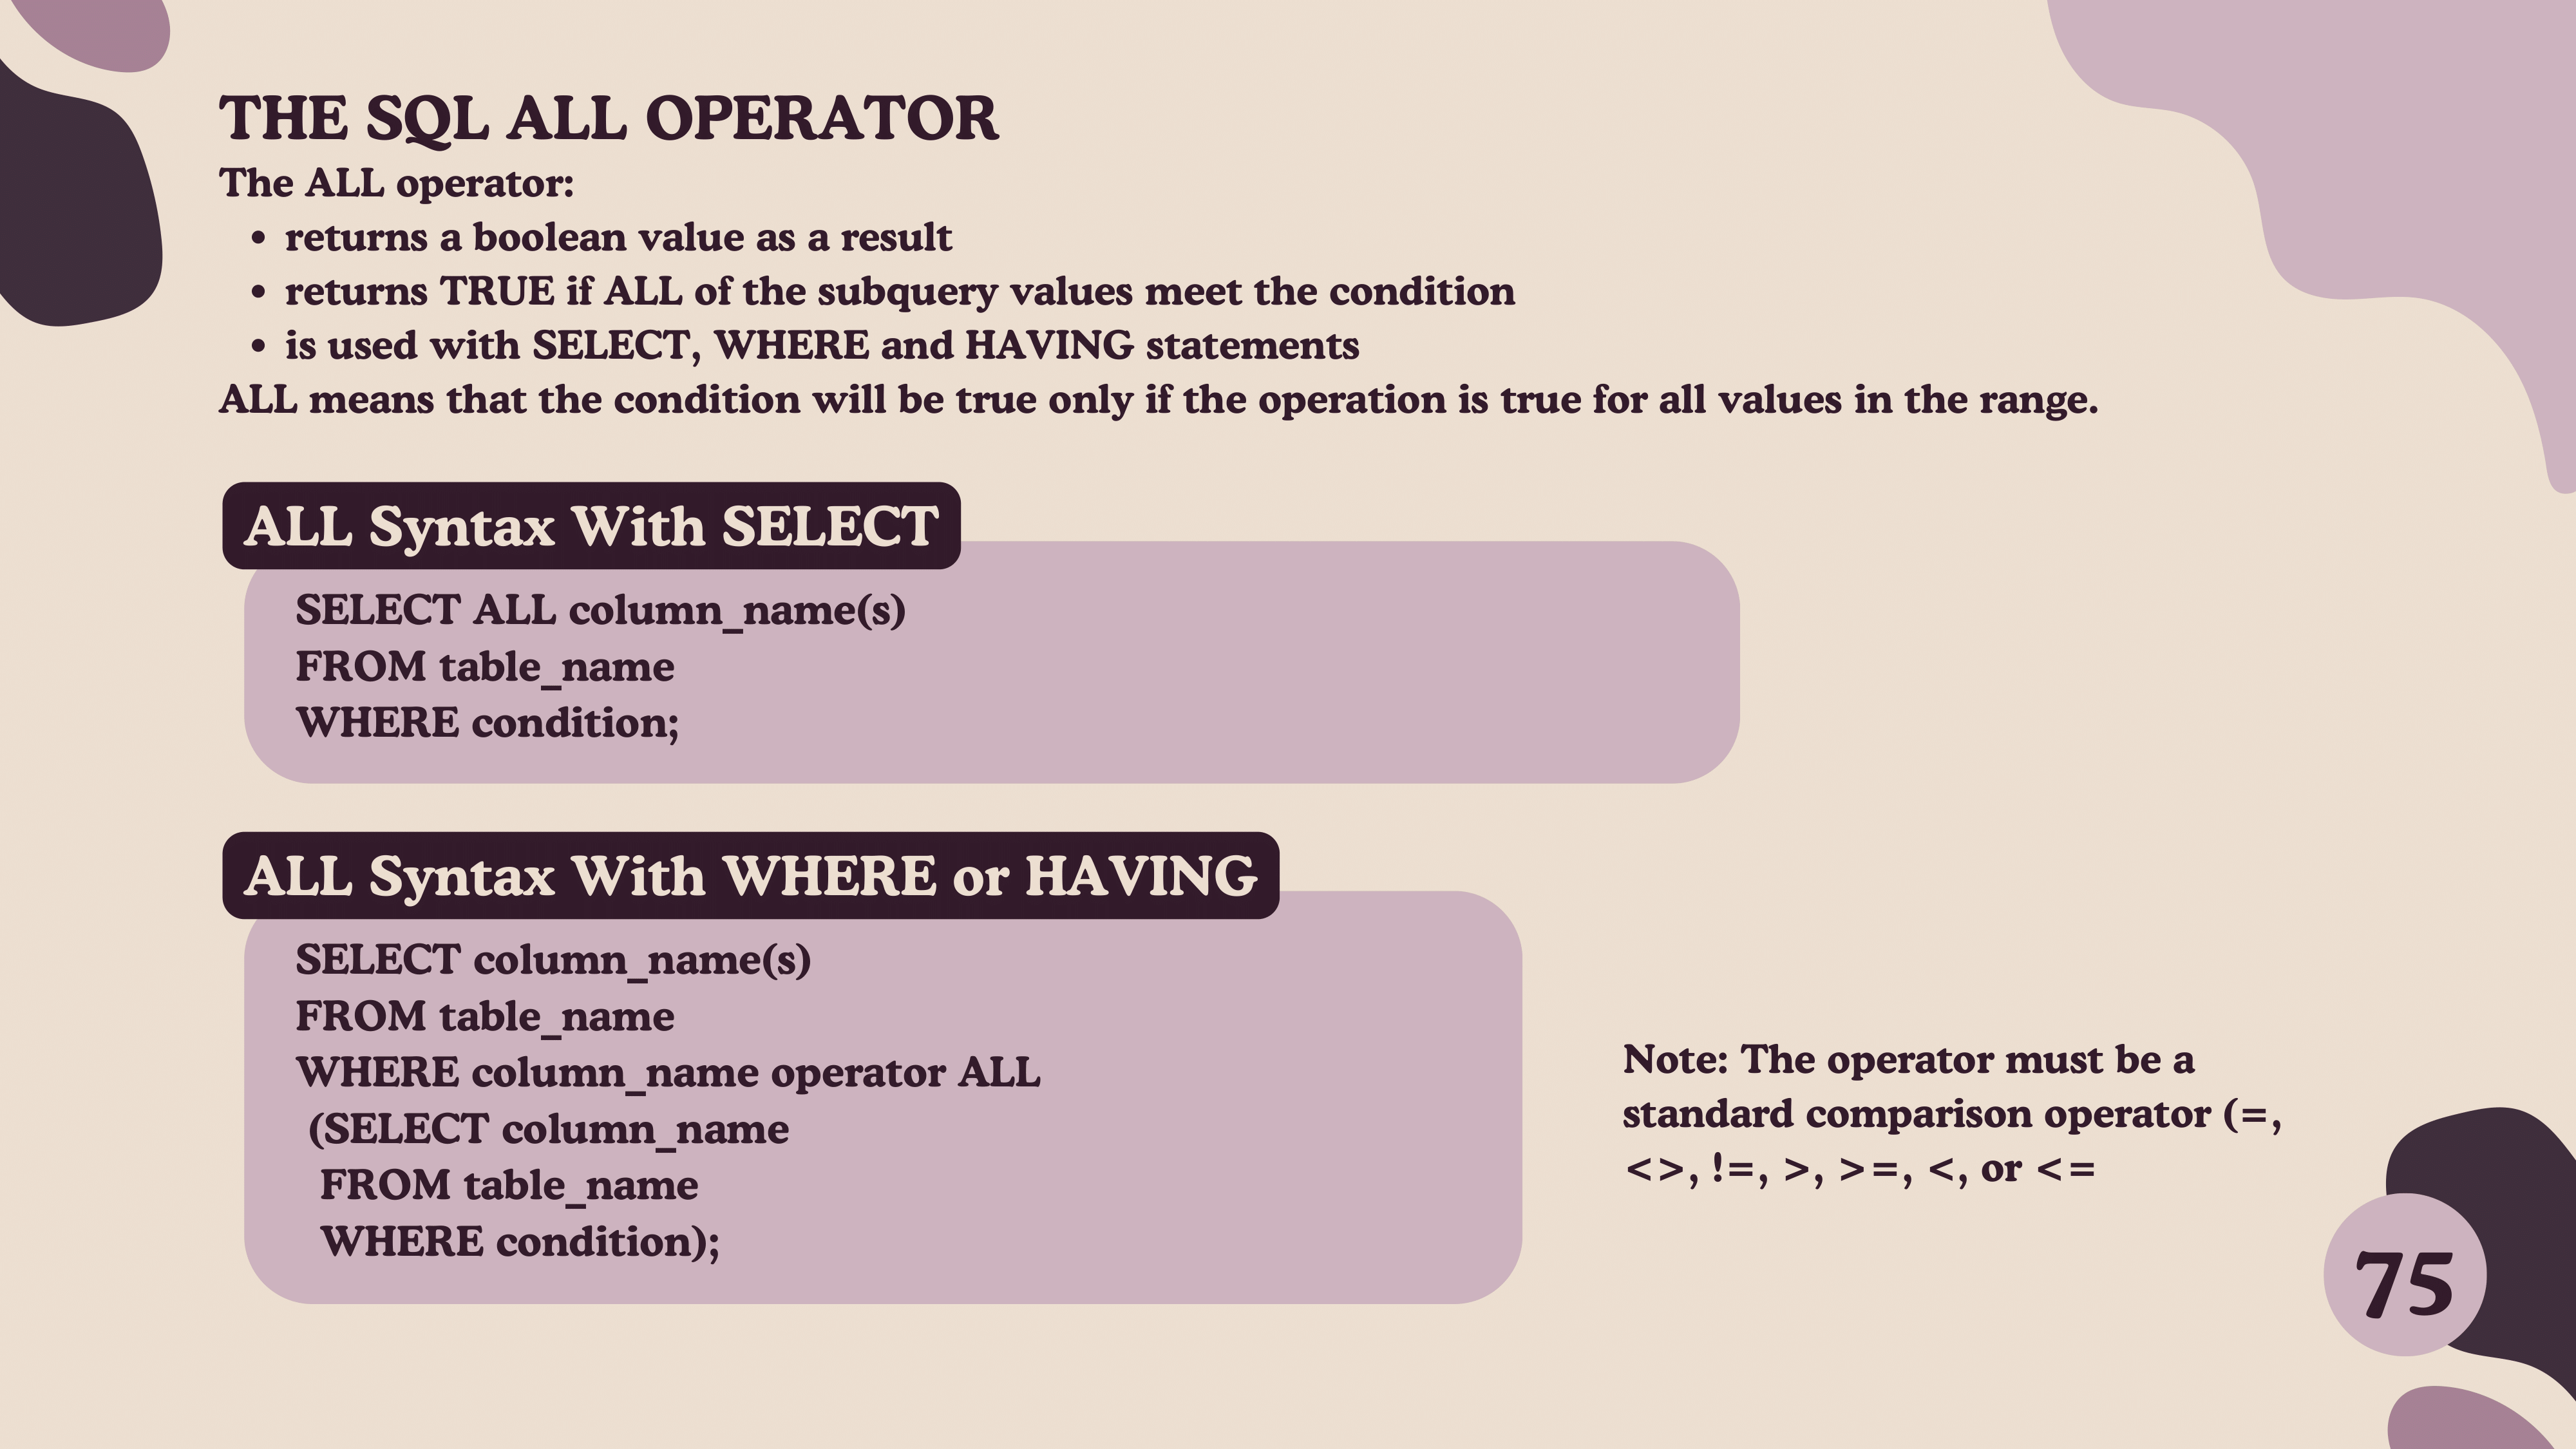 THE SQL ALL OPERATOR
The ALL operator:
• returns a boolean value as a result
• returns TRUE if ALL of the subquery values meet the condition
• is used with SELECT, WHERE and HAVING statements
ALL means that the condition will be true only if the operation is true for all values in the range.
ALL Syntax With SELECT
SELECT ALL column_name(s)
FROM table_name
WHERE condition;
ALL Syntax With WHERE or HAVING
SELECT column_name(s)
FROM table_name
WHERE column_name operator ALL
(SELECT column_name
FROM table_name
WHERE condition);
Note: The operator must be a
standard comparison operator (=,
<>, !=, >, >=, <, or <=
75